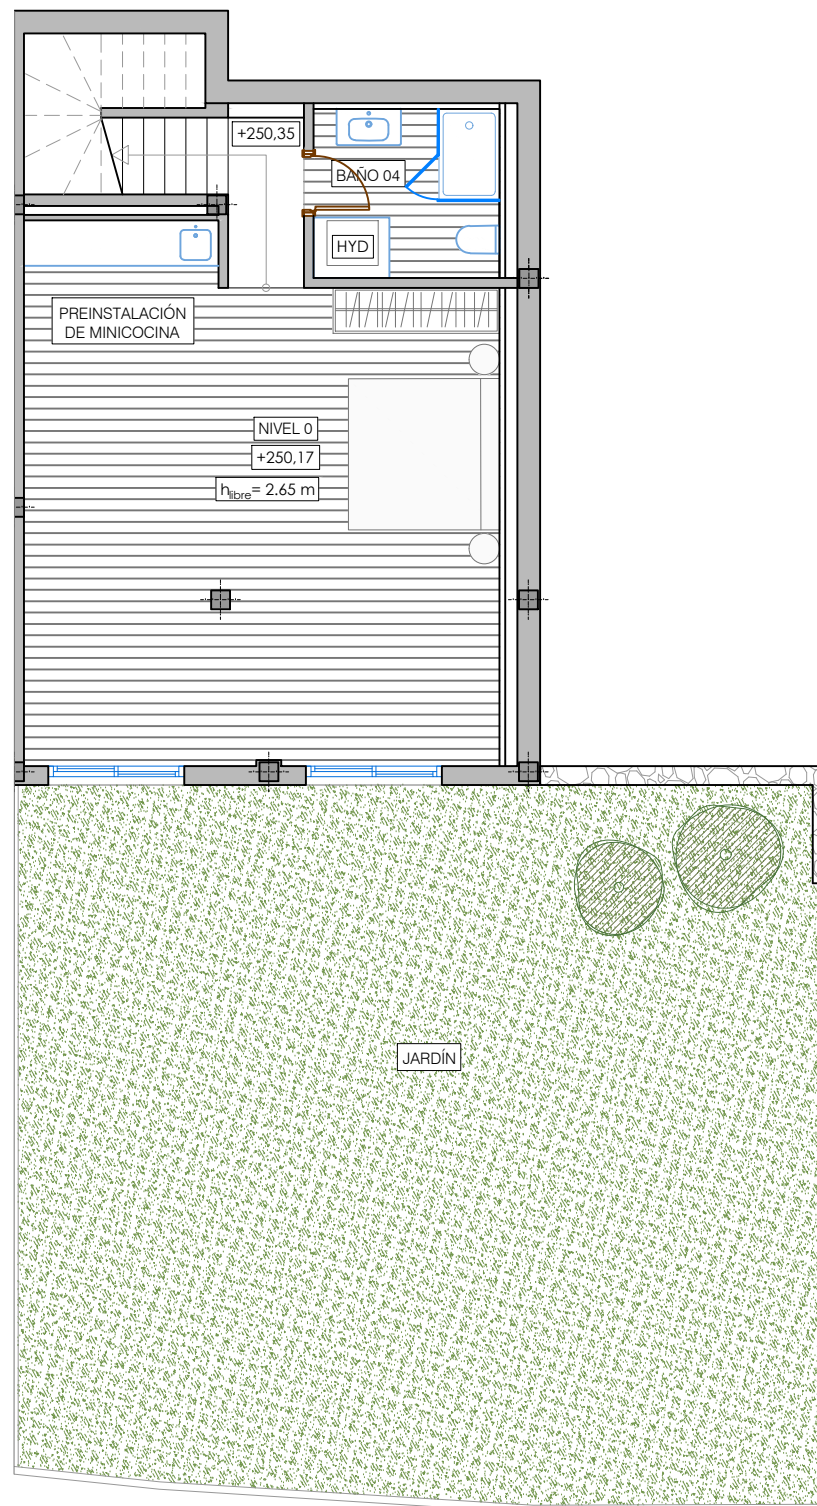 +250,35
BAÑO 04
HYD
PREINSTALACIÓN
DE MINICOCINA
NIVEL 0
+250,17
hlibre= 2.65 m
JARDÍN